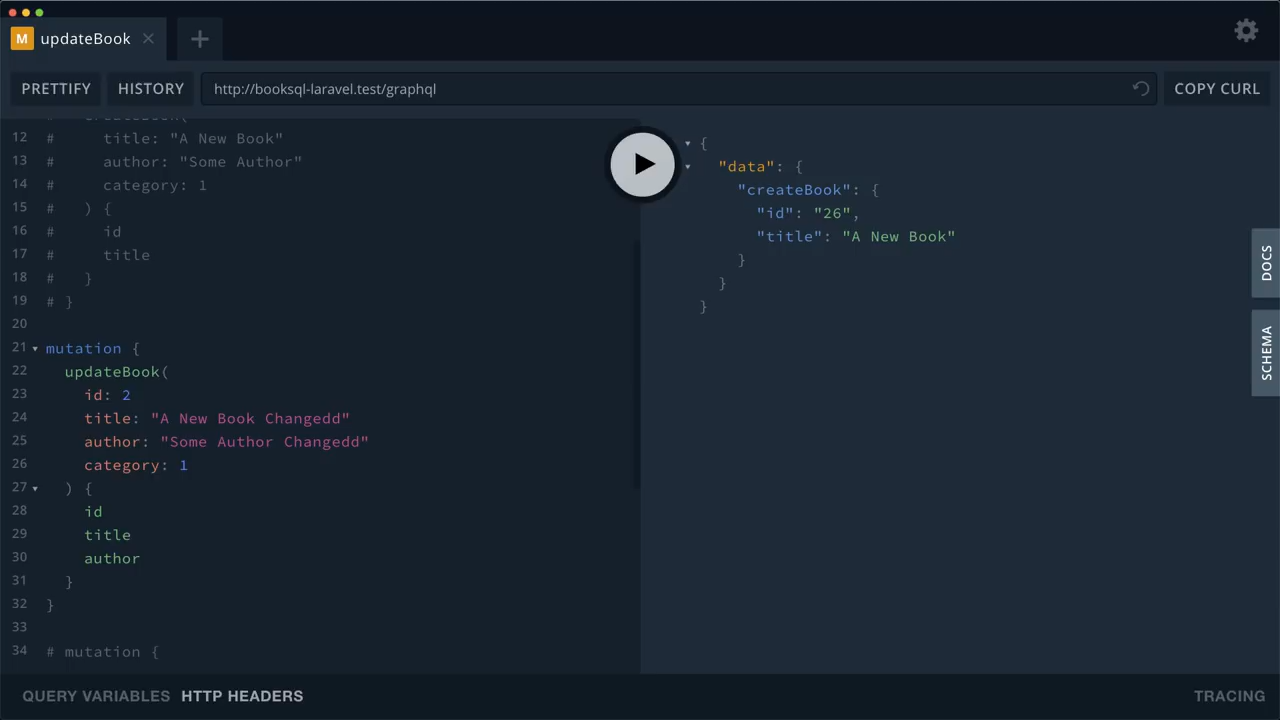 M updateBook × +
PRETTIFY HISTORY http://booksql-laravel.test/graphql COPY CURL
12 # title: "A New Book"
13 # author: "Some Author"
14 # category: 1
15 # ) {
16 # id
17 # title
18 # }
19 # }
20
21 mutation {
22 updateBook(
23 id: 2
24 title: "A New Book Changedd"
25 author: "Some Author Changedd"
26 category: 1
27 ) {
28 id
29 title
30 author
31 }
32 }
33
34 # mutation {
{
"data": {
"createBook": {
"id": "26",
"title": "A New Book"
}
}
}
DOCS
SCHEMA
QUERY VARIABLES HTTP HEADERS TRACING